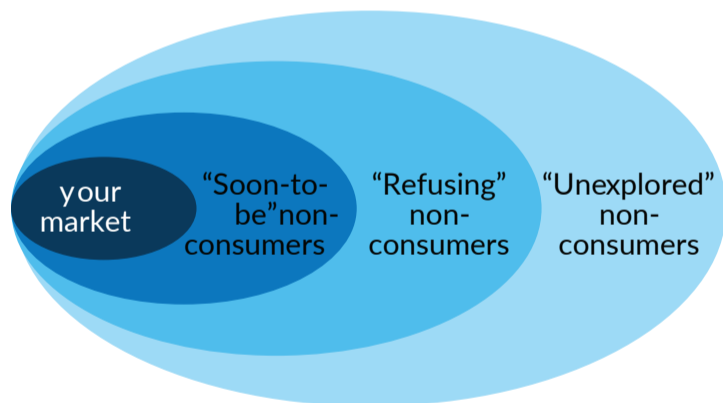 your
market
“Soon-to-
be”non-
consumers
“Refusing”
non-
consumers
“Unexplored”
non-
consumers